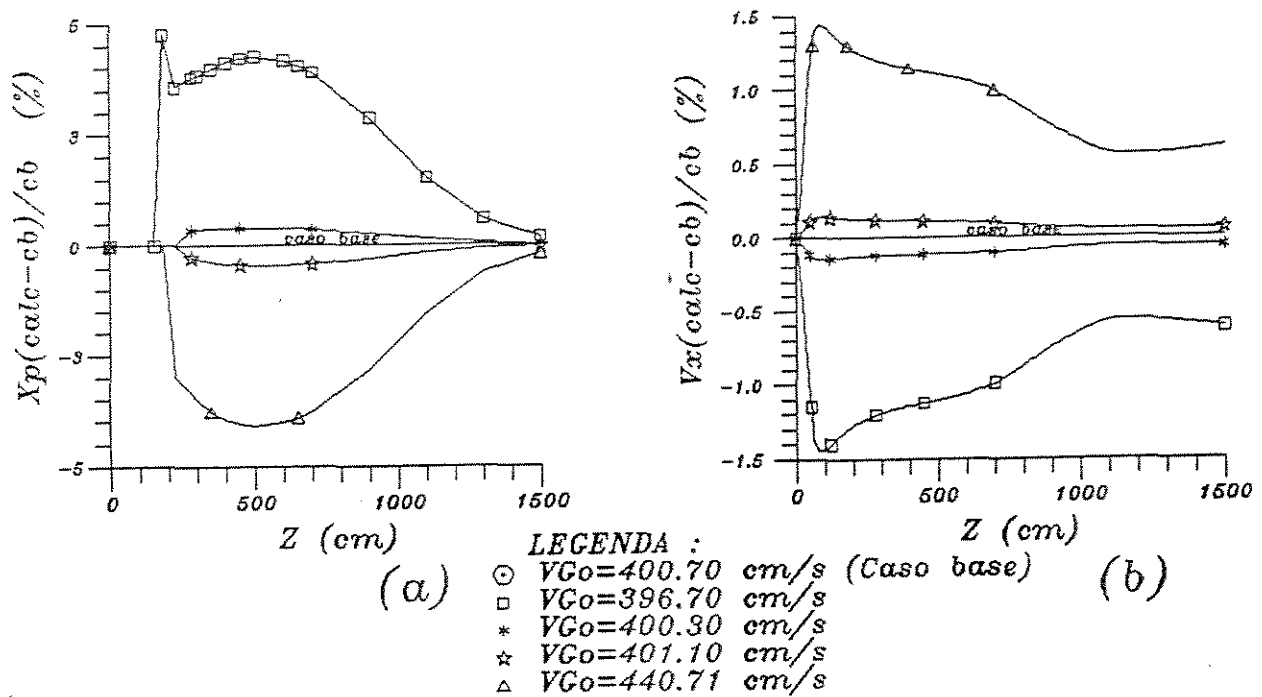 Xp(calc-cb)/cb (%)
5
3
0
-3
-5
caso base
0
500
1000
1500
Z (cm)
(a)
Vx(calc-cb)/cb (%)
1.5
1.0
0.5
0.0
-0.5
-1.0
-1.5
caso base
0
500
1000
1500
Z (cm)
(b)
LEGENDA :
VGo=400.70 cm/s (Caso base)
VGo=396.70 cm/s
VGo=400.30 cm/s
VGo=401.10 cm/s
VGo=440.71 cm/s